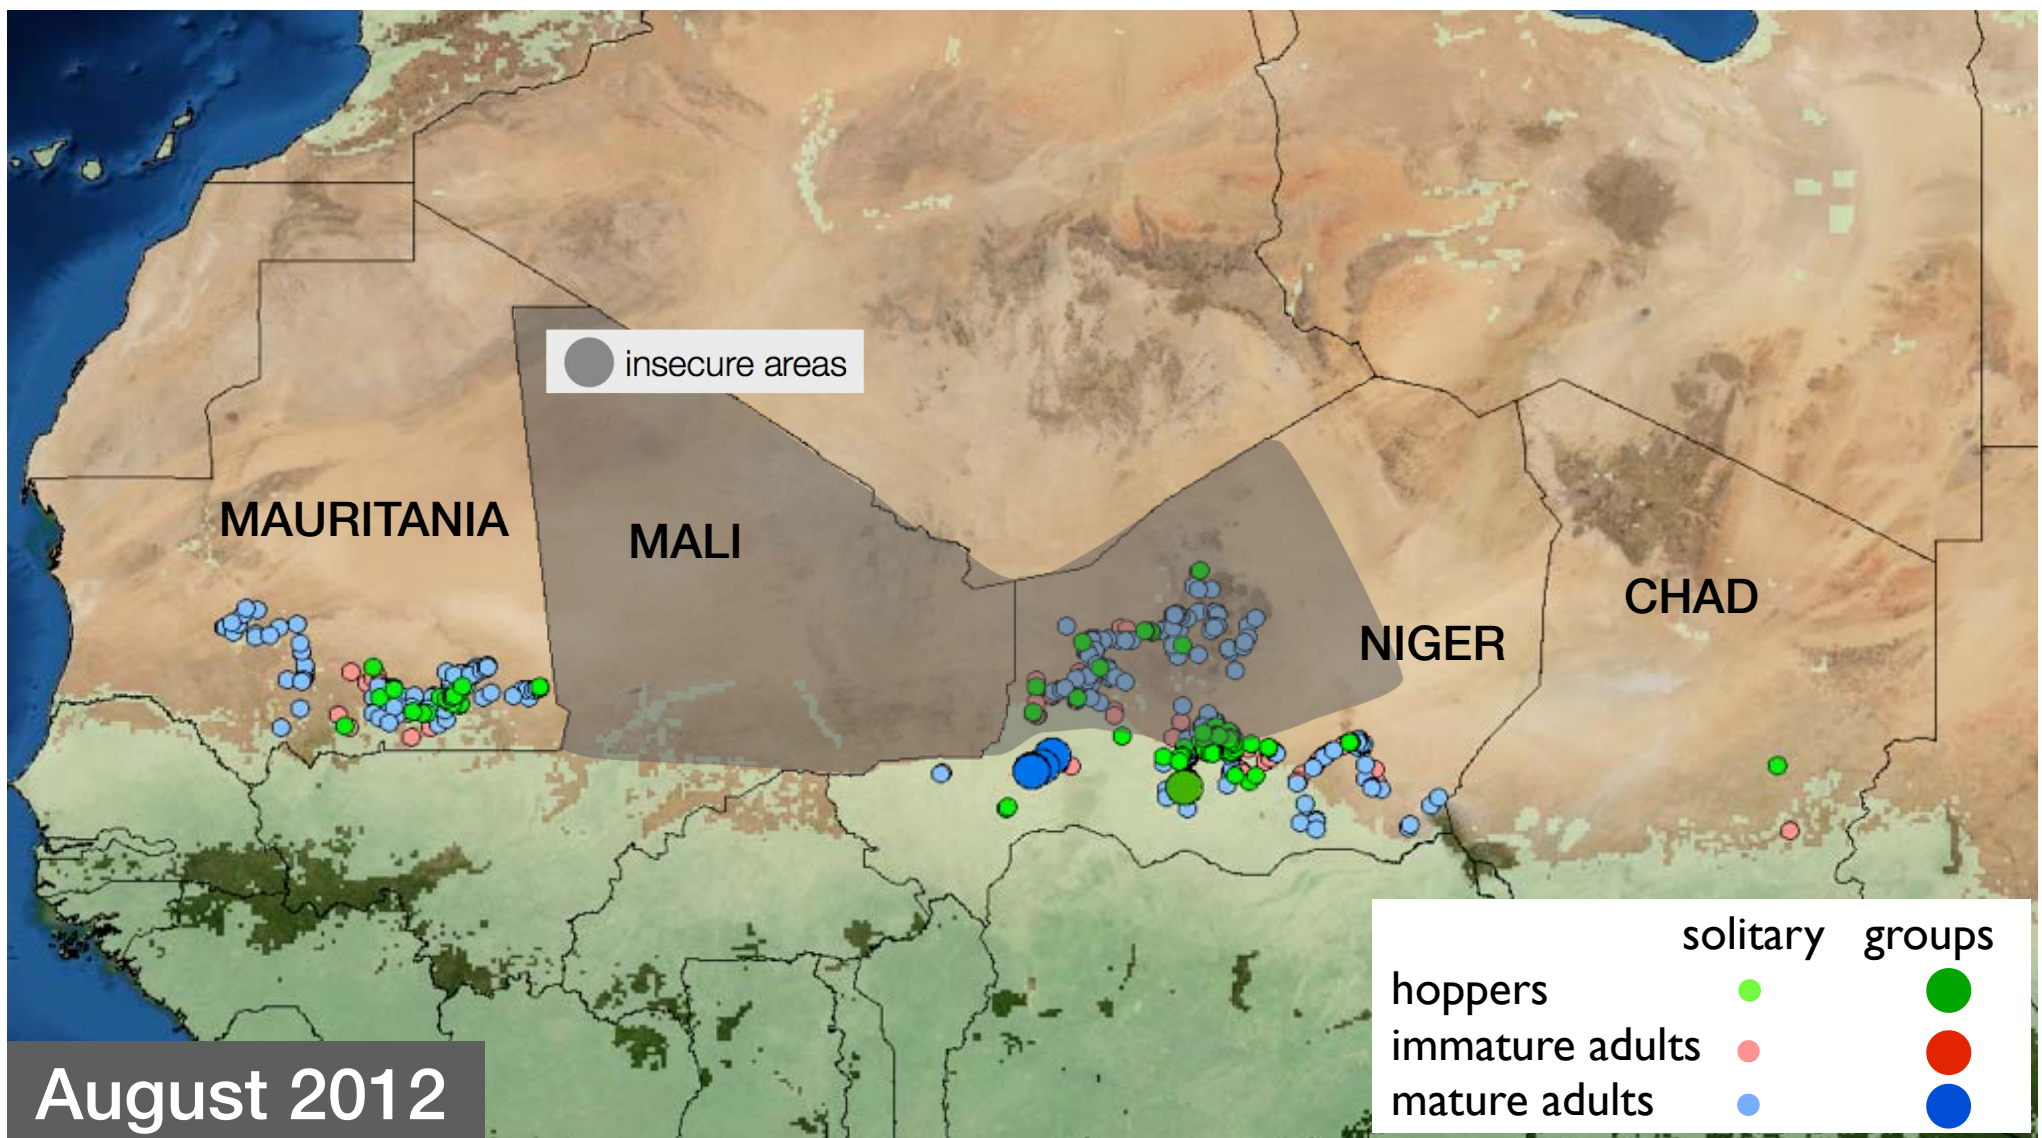 insecure areas
MAURITANIA
MALI
CHAD
NIGER
solitary groups
hoppers
immature adults
mature adults
August 2012